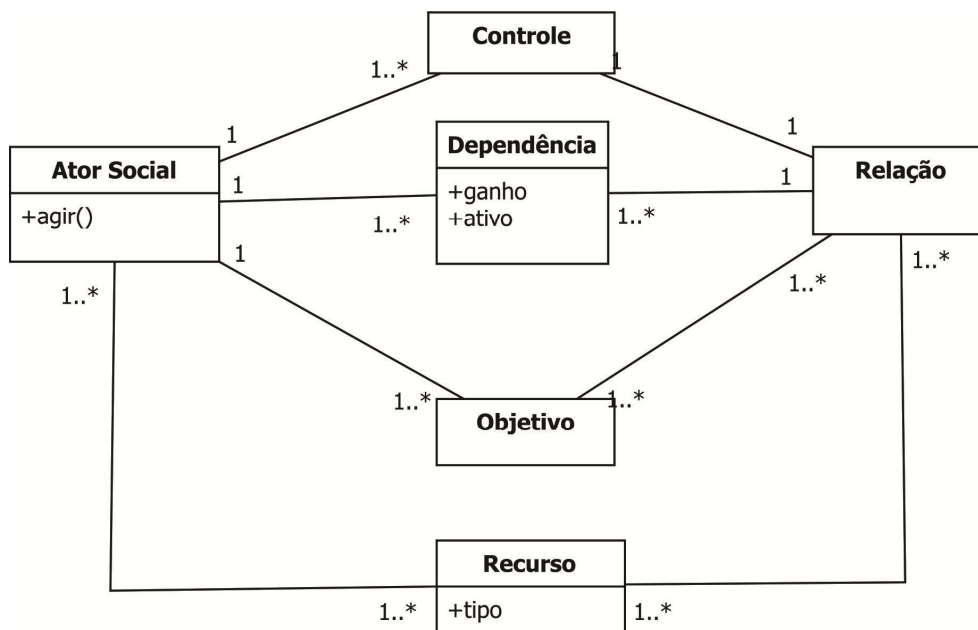 Controle
1..*
1
1
1
Dependência
+ganho
+ativo
Ator Social
+agir()
Relação
1
1..*
1..*
1
1
1..*
1..*
1..*
1..*
1..*
Objetivo
Recurso
+tipo
1..*
1..*